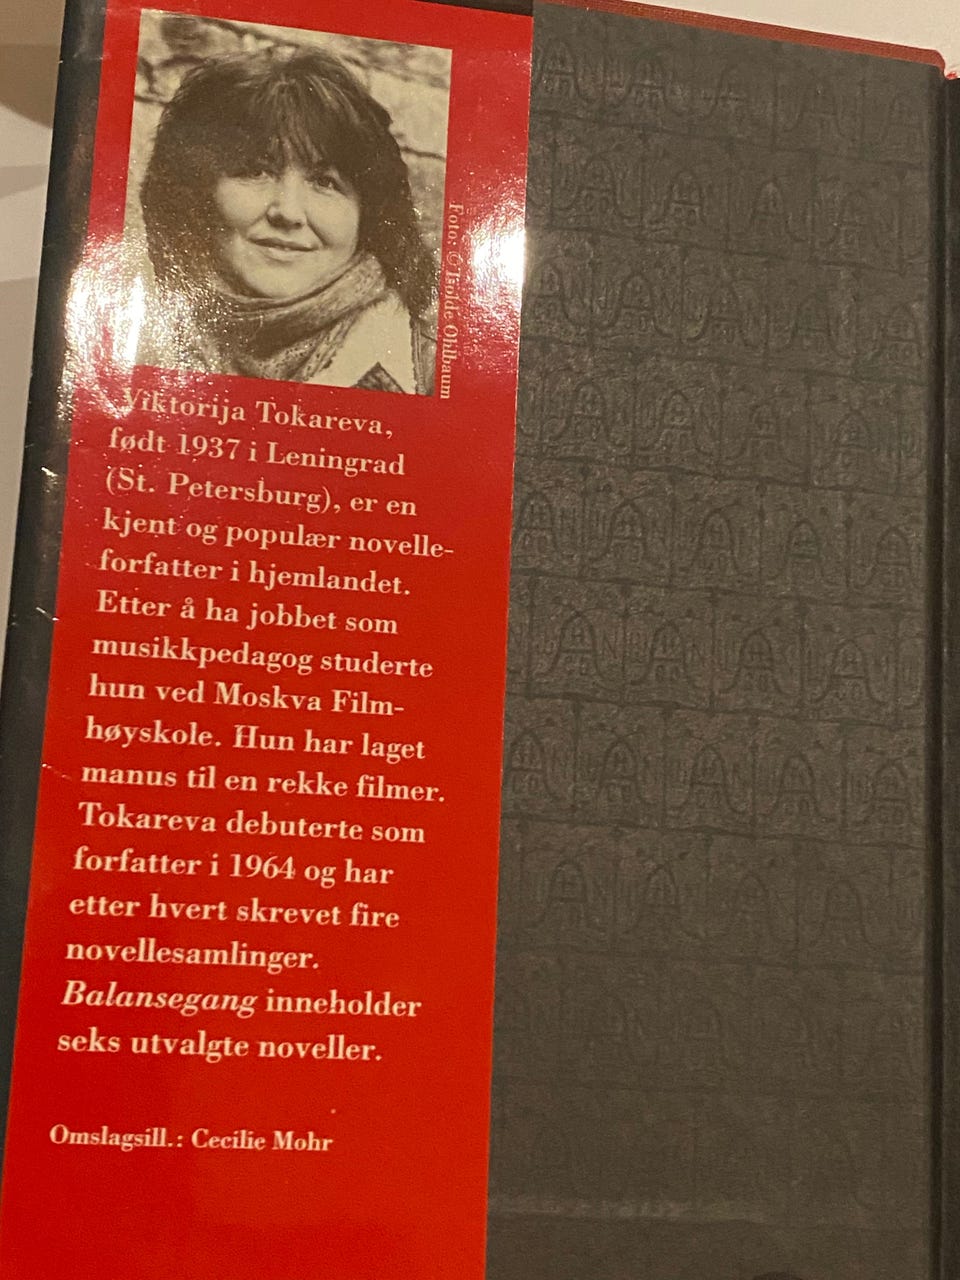 Foto: © Isolde Ohlbaum
Viktorija Tokareva,
født 1937 i Leningrad
(St. Petersburg), er en
kjent og populær novelle-
forfatter i hjemlandet.
Etter å ha jobbet som
musikkpedagog studerte
hun ved Moskva Film-
høyskole. Hun har laget
manus til en rekke filmer.
Tokareva debuterte som
forfatter i 1964 og har
etter hvert skrevet fire
novellesamlinger.
Balansegang inneholder
seks utvalgte noveller.
Omslagsill.: Cecilie Mohr